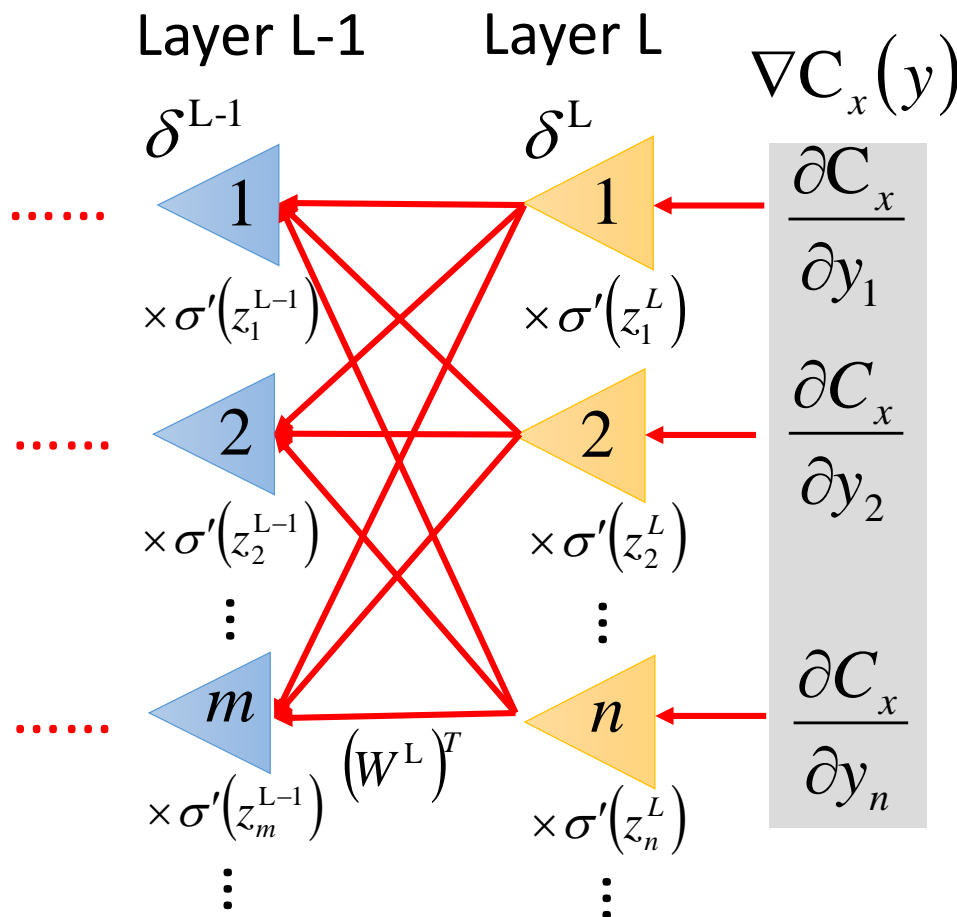 Layer L-1 Layer L
∇C_x(y)
δ^{L-1} δ^L
...... 1 1 ∂C_x/∂y_1
× σ′(z_1^{L-1}) × σ′(z_1^L)
...... 2 2 ∂C_x/∂y_2
× σ′(z_2^{L-1}) × σ′(z_2^L)
⋮ ⋮
...... m n ∂C_x/∂y_n
(W^L)^T
× σ′(z_m^{L-1}) × σ′(z_n^L)
⋮ ⋮